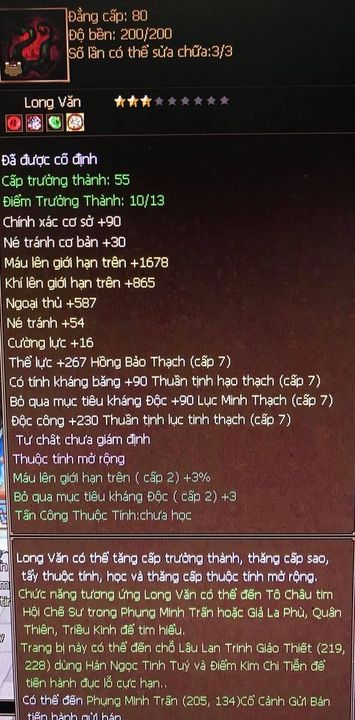 Đẳng cấp: 80
Độ bền: 200/200
Số lần có thể sửa chữa:3/3
Long Văn
Đã được cố định
Cấp trưởng thành: 55
Điểm Trưởng Thành: 10/13
Chính xác cơ sở +90
Né tránh cơ bản +30
Máu lên giới hạn trên +1678
Khí lên giới hạn trên +865
Ngoại thủ +587
Né tránh +54
Cường lực +16
Thể lực +267 Hồng Bảo Thạch (cấp 7)
Có tính kháng băng +90 Thuần tịnh hạo thạch (cấp 7)
Bỏ qua mục tiêu kháng Độc +90 Lục Minh Thạch (cấp 7)
Độc công +230 Thuần tịnh lục tinh thạch (cấp 7)
Tư chất chưa giám định
Thuộc tính mở rộng
Máu lên giới hạn trên ( cấp 2) +3%
Bỏ qua mục tiêu kháng Độc ( cấp 2) +3
Tấn Công Thuộc Tính:chưa học
Long Văn có thể tăng cấp trưởng thành, thăng cấp sao,
tẩy thuộc tính, học và thăng cấp thuộc tính mở rộng.
Chức năng tương ứng Long Văn có thể đến Tô Châu tìm
Hội Chế Sư trong Phụng Minh Trấn hoặc Giả La Phù, Quân
Thiên, Triều Kinh để tìm hiểu.
Trang bị này có thể đến chỗ Lâu Lan Trinh Giảo Thiết (219,
228) dùng Hàn Ngọc Tinh Tuý và Điểm Kim Chi Tiễn để
tiến hành đục lỗ cực hạn..
Có thể đến Phụng Minh Trấn (205, 134)Cổ Cảnh Gửi Bán
tiến hành gửi bán